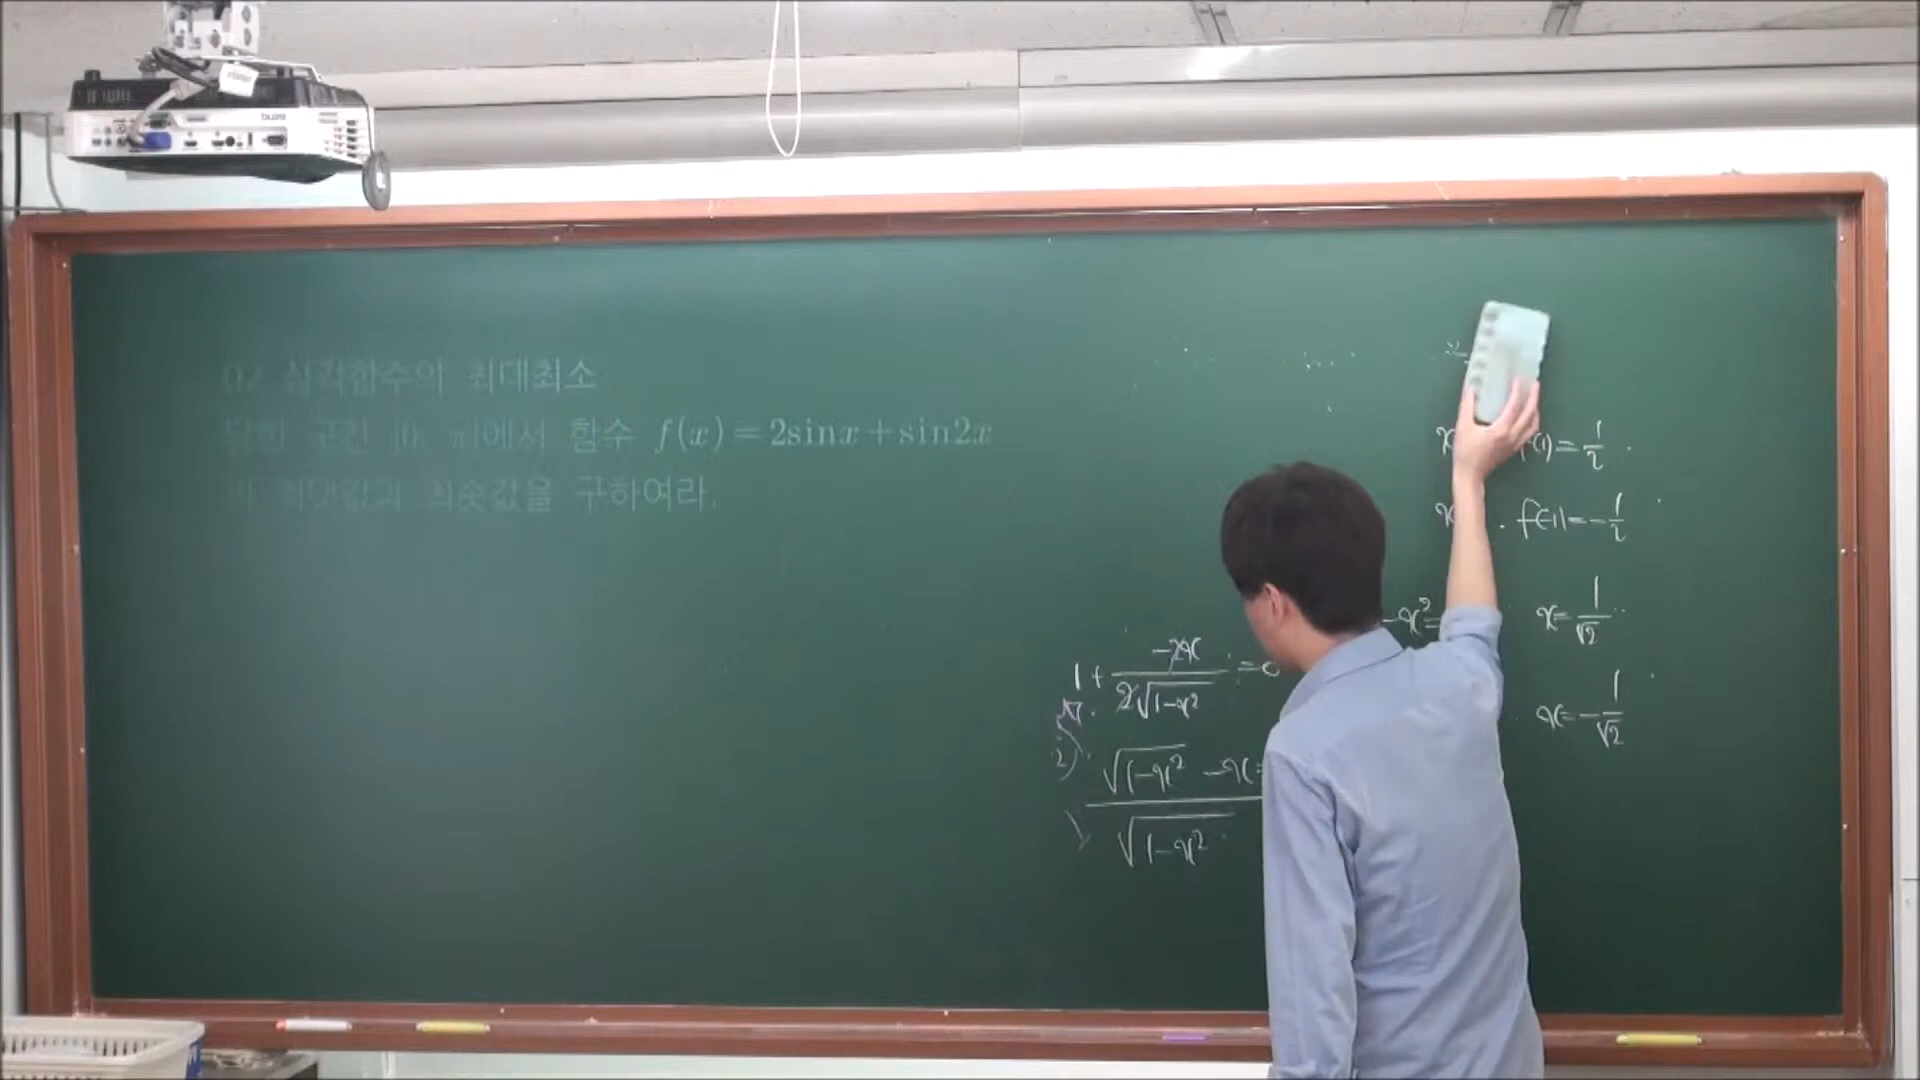 02 삼각함수의 최대최소
닫힌 구간 [0, π]에서 함수 f(x)=2sinx+sin2x
의 최댓값과 최솟값을 구하여라.
f(1)=1/2
f(-1)=-1/2
-x²=
x=1/√2
1+ -2x/2√1-x² =0
x=-1/√2
2)
√1-x² -x=
√1-x²